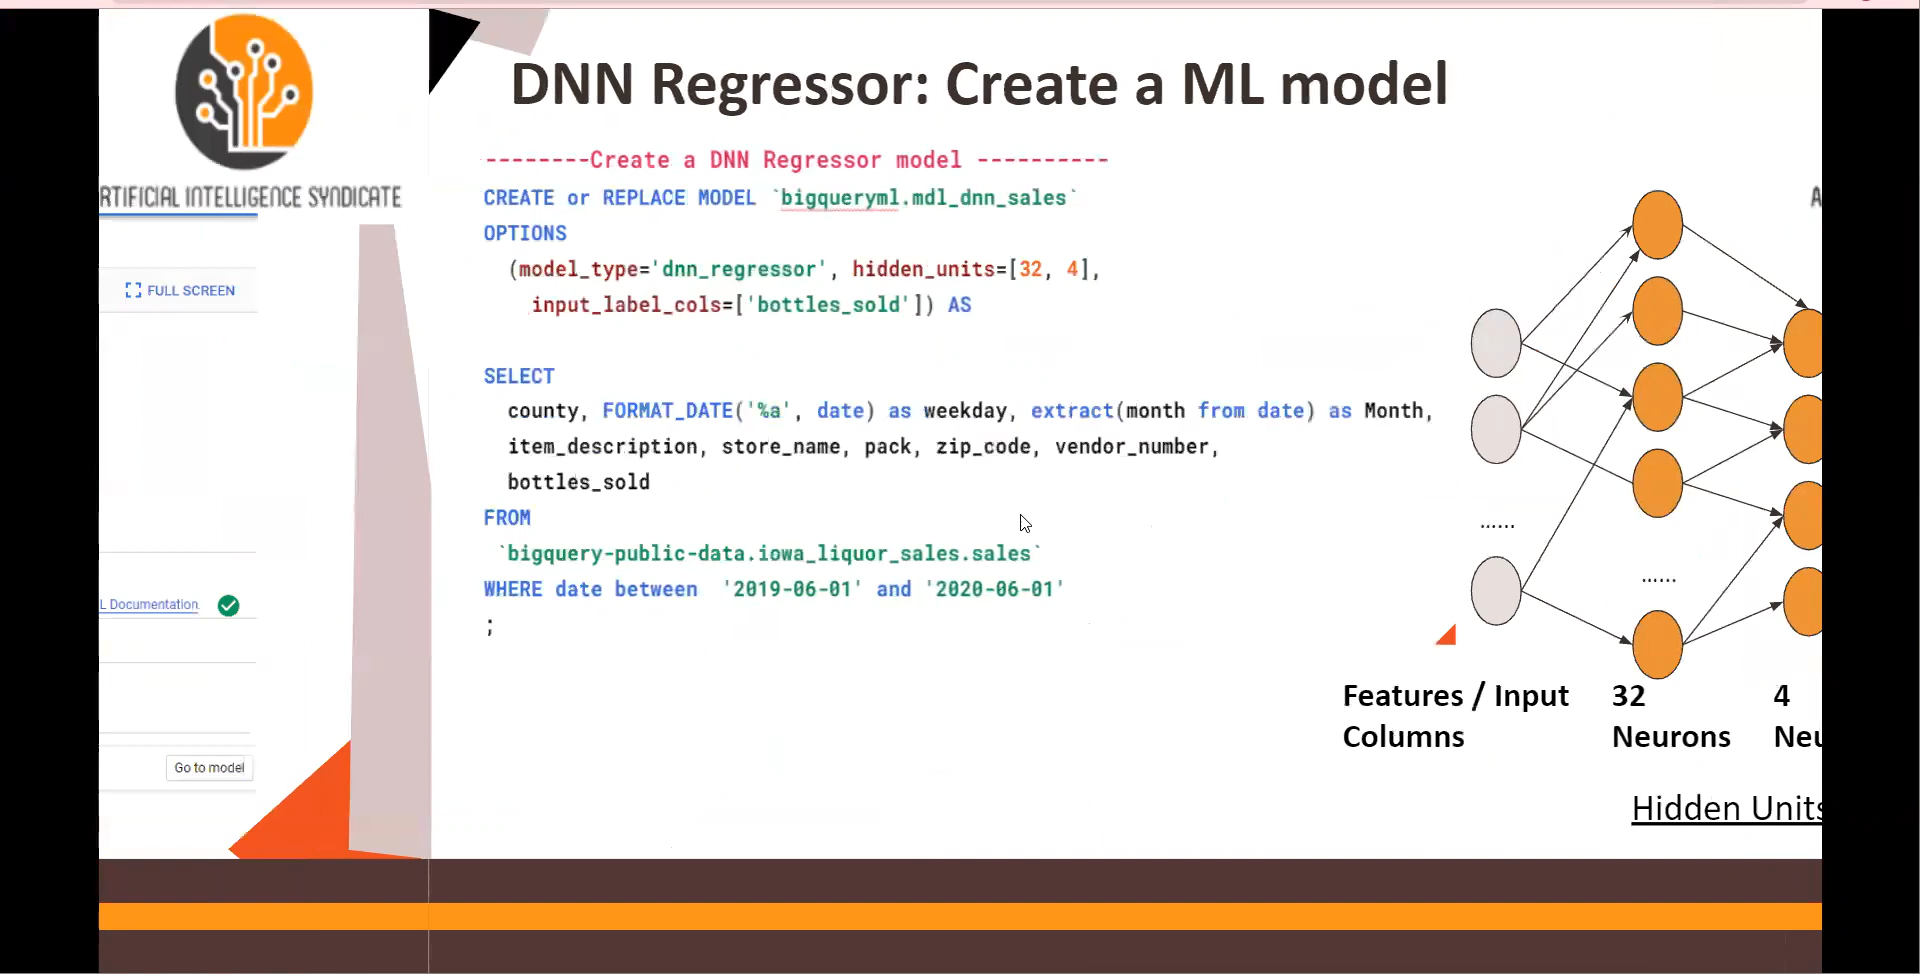 DNN Regressor: Create a ML model
ARTIFICIAL INTELLIGENCE SYNDICATE
FULL SCREEN
L Documentation
Go to model
--------Create a DNN Regressor model ----------
CREATE or REPLACE MODEL `bigqueryml.mdl_dnn_sales`
OPTIONS
(model_type='dnn_regressor', hidden_units=[32, 4],
input_label_cols=['bottles_sold']) AS
SELECT
county, FORMAT_DATE('%a', date) as weekday, extract(month from date) as Month,
item_description, store_name, pack, zip_code, vendor_number,
bottles_sold
FROM
`bigquery-public-data.iowa_liquor_sales.sales`
WHERE date between '2019-06-01' and '2020-06-01'
;
A
......
......
Features / Input
Columns
32
Neurons
4
Neu
Hidden Units